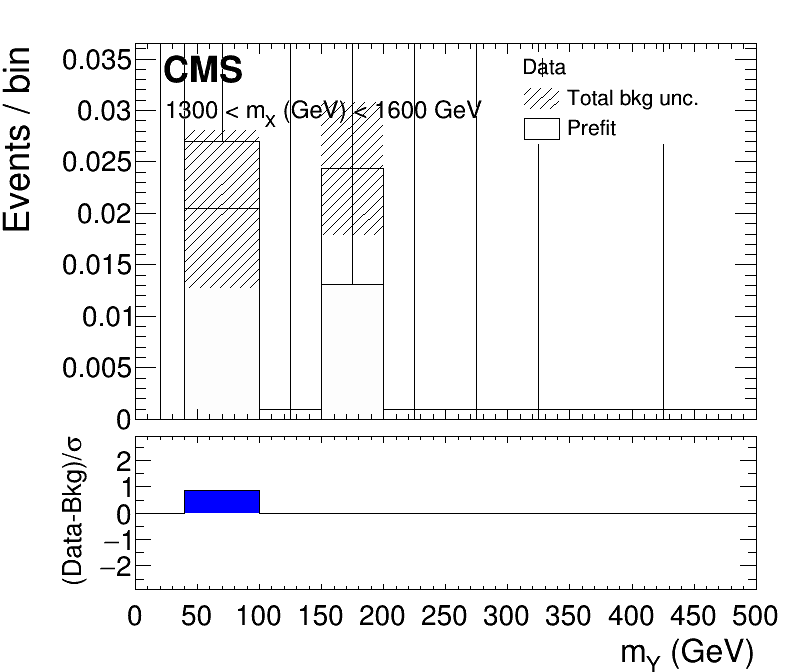 Events / bin
0.035
0.03
0.025
0.02
0.015
0.01
0.005
0
CMS
1300 < mX (GeV) < 1600 GeV
Data
Total bkg unc.
Prefit
(Data-Bkg)/σ
2
1
0
−1
−2
0 50 100 150 200 250 300 350 400 450 500
mY (GeV)